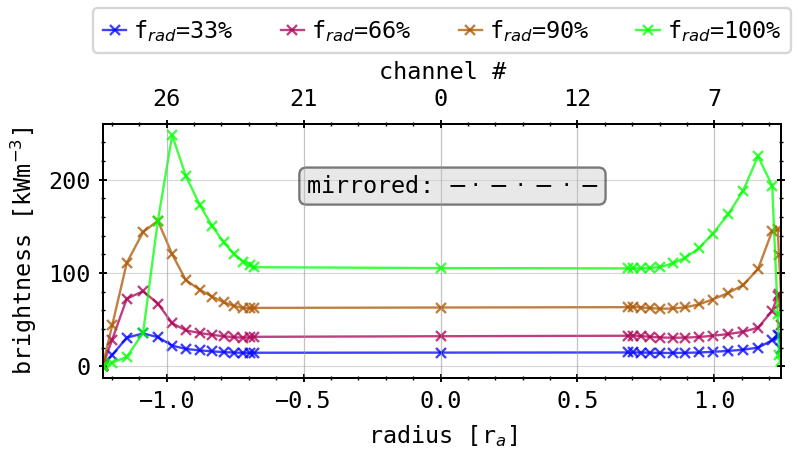 f_rad=33% f_rad=66% f_rad=90% f_rad=100%
channel #
26 21 0 12 7
brightness [kWm⁻³]
200
100
0
mirrored: — · — · — · —
−1.0 −0.5 0.0 0.5 1.0
radius [r_a]